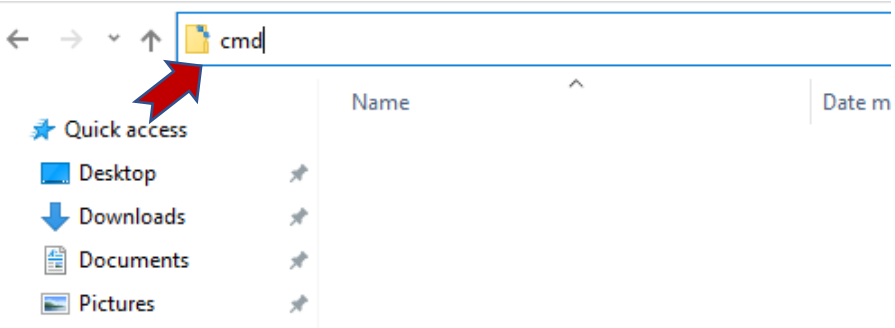 cmd
Name
Date m
Quick access
Desktop
Downloads
Documents
Pictures